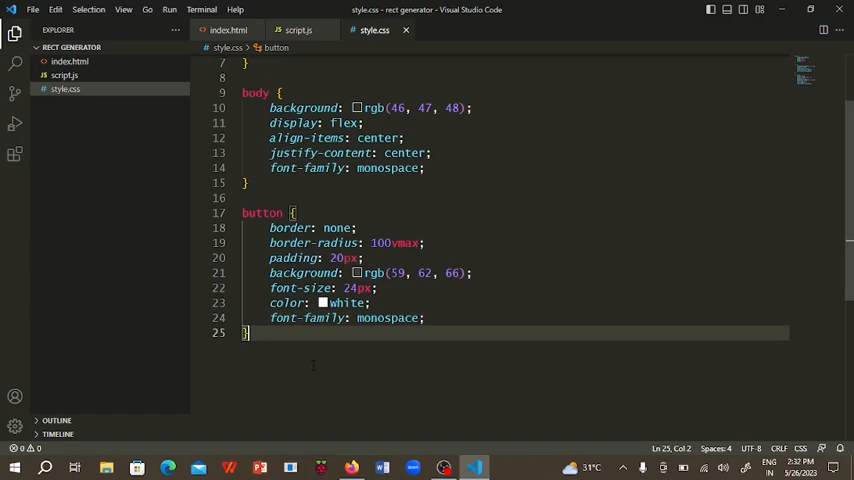 File Edit Selection View Go Run Terminal Help
style.css - rect generator - Visual Studio Code
EXPLORER
RECT GENERATOR
index.html
script.js
style.css
OUTLINE
TIMELINE
index.html script.js style.css
style.css > button
7 }
8
9 body {
10 background: rgb(46, 47, 48);
11 display: flex;
12 align-items: center;
13 justify-content: center;
14 font-family: monospace;
15 }
16
17 button {
18 border: none;
19 border-radius: 100vmax;
20 padding: 20px;
21 background: rgb(59, 62, 66);
22 font-size: 24px;
23 color: white;
24 font-family: monospace;
25 }
0 0 Ln 25, Col 2 Spaces: 4 UTF-8 CRLF CSS
31°C ENG IN 2:32 PM 5/26/2023